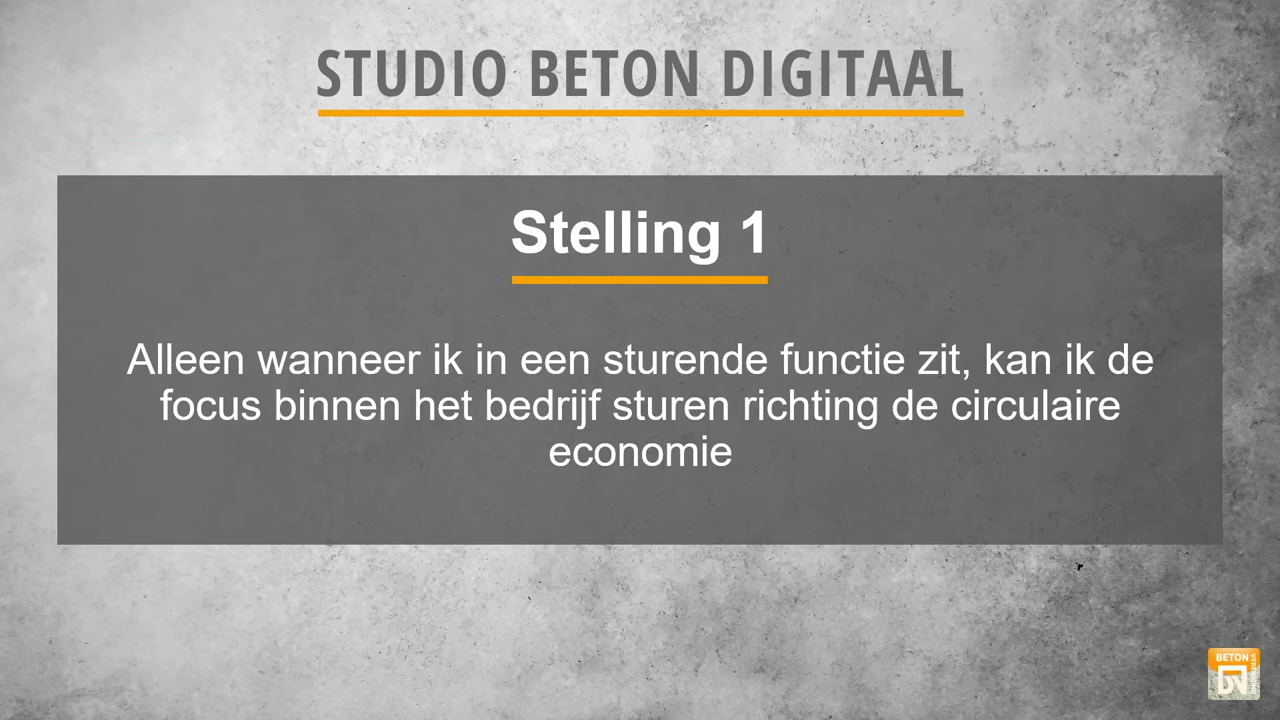 STUDIO BETON DIGITAAL
Stelling 1
Alleen wanneer ik in een sturende functie zit, kan ik de
focus binnen het bedrijf sturen richting de circulaire
economie
BETON
VERENIGING